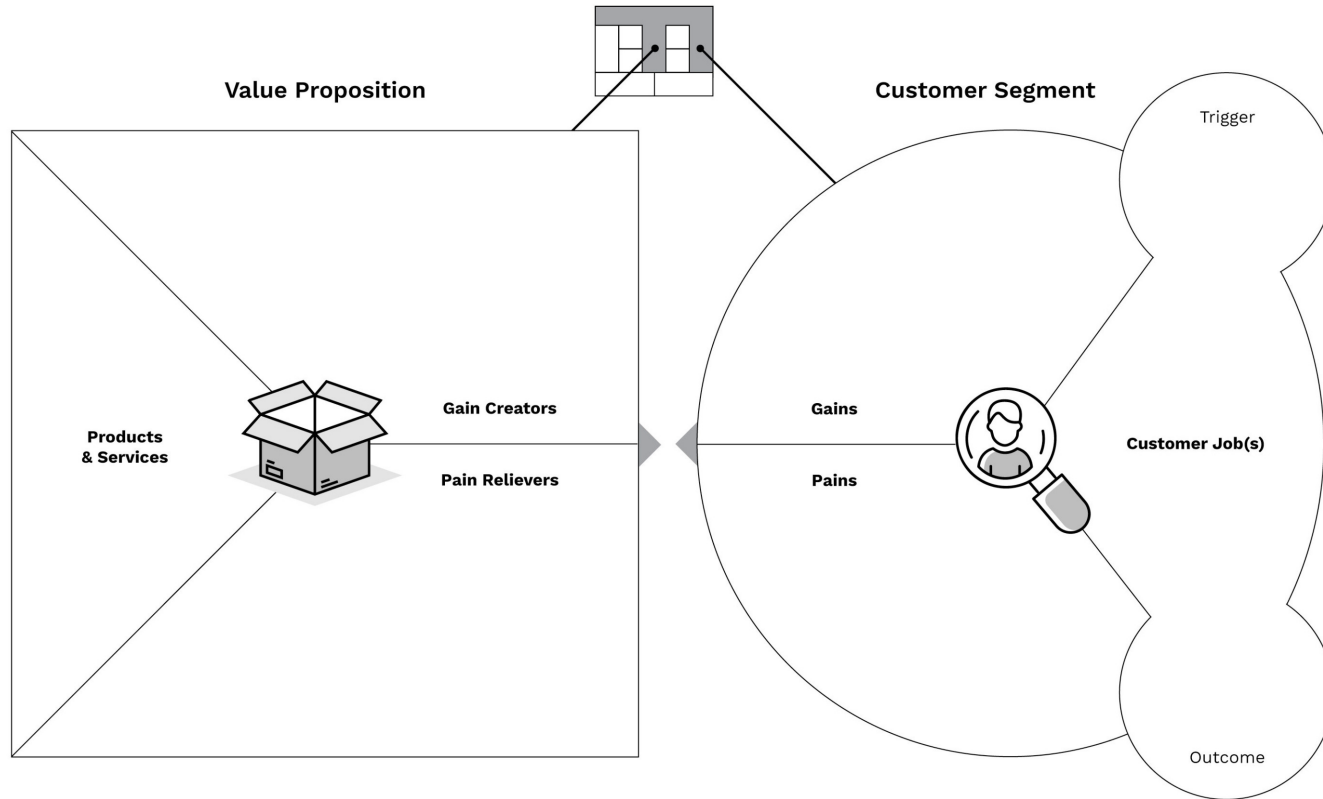 Value Proposition
Customer Segment
Trigger
Products
& Services
Gain Creators
Pain Relievers
Gains
Pains
Customer Job(s)
Outcome